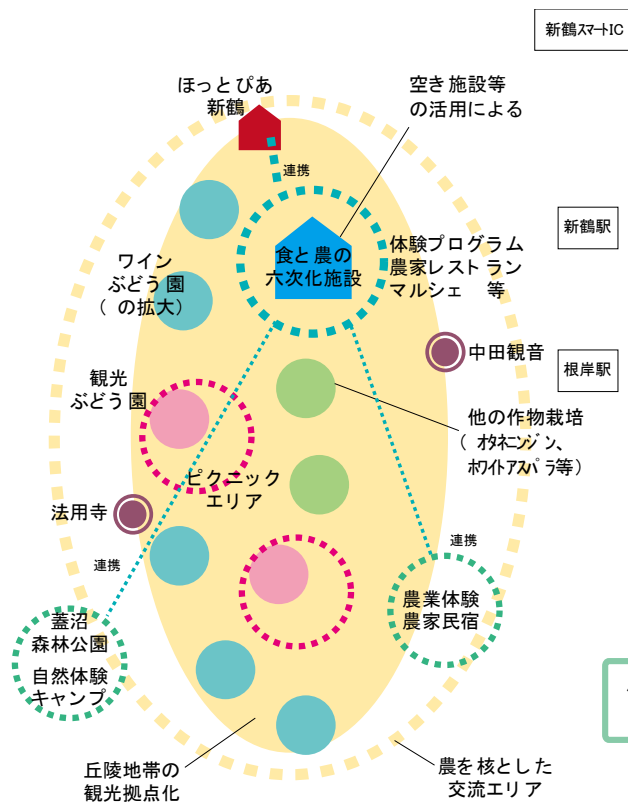 新鶴スマートIC
ほっとぴあ
新鶴
空き施設等
の活用による
連携
新鶴駅
食と農の
六次化施設
体験プログラム
農家レストラン
マルシェ 等
ワイン
ぶどう園
(の拡大)
中田観音
根岸駅
観光
ぶどう園
他の作物栽培
(オタネニンジン、
ホワイトアスパラ等)
ピクニック
エリア
法用寺
連携
連携
蓋沼
森林公園
自然体験
キャンプ
農業体験
農家民宿
丘陵地帯の
観光拠点化
農を核とした
交流エリア